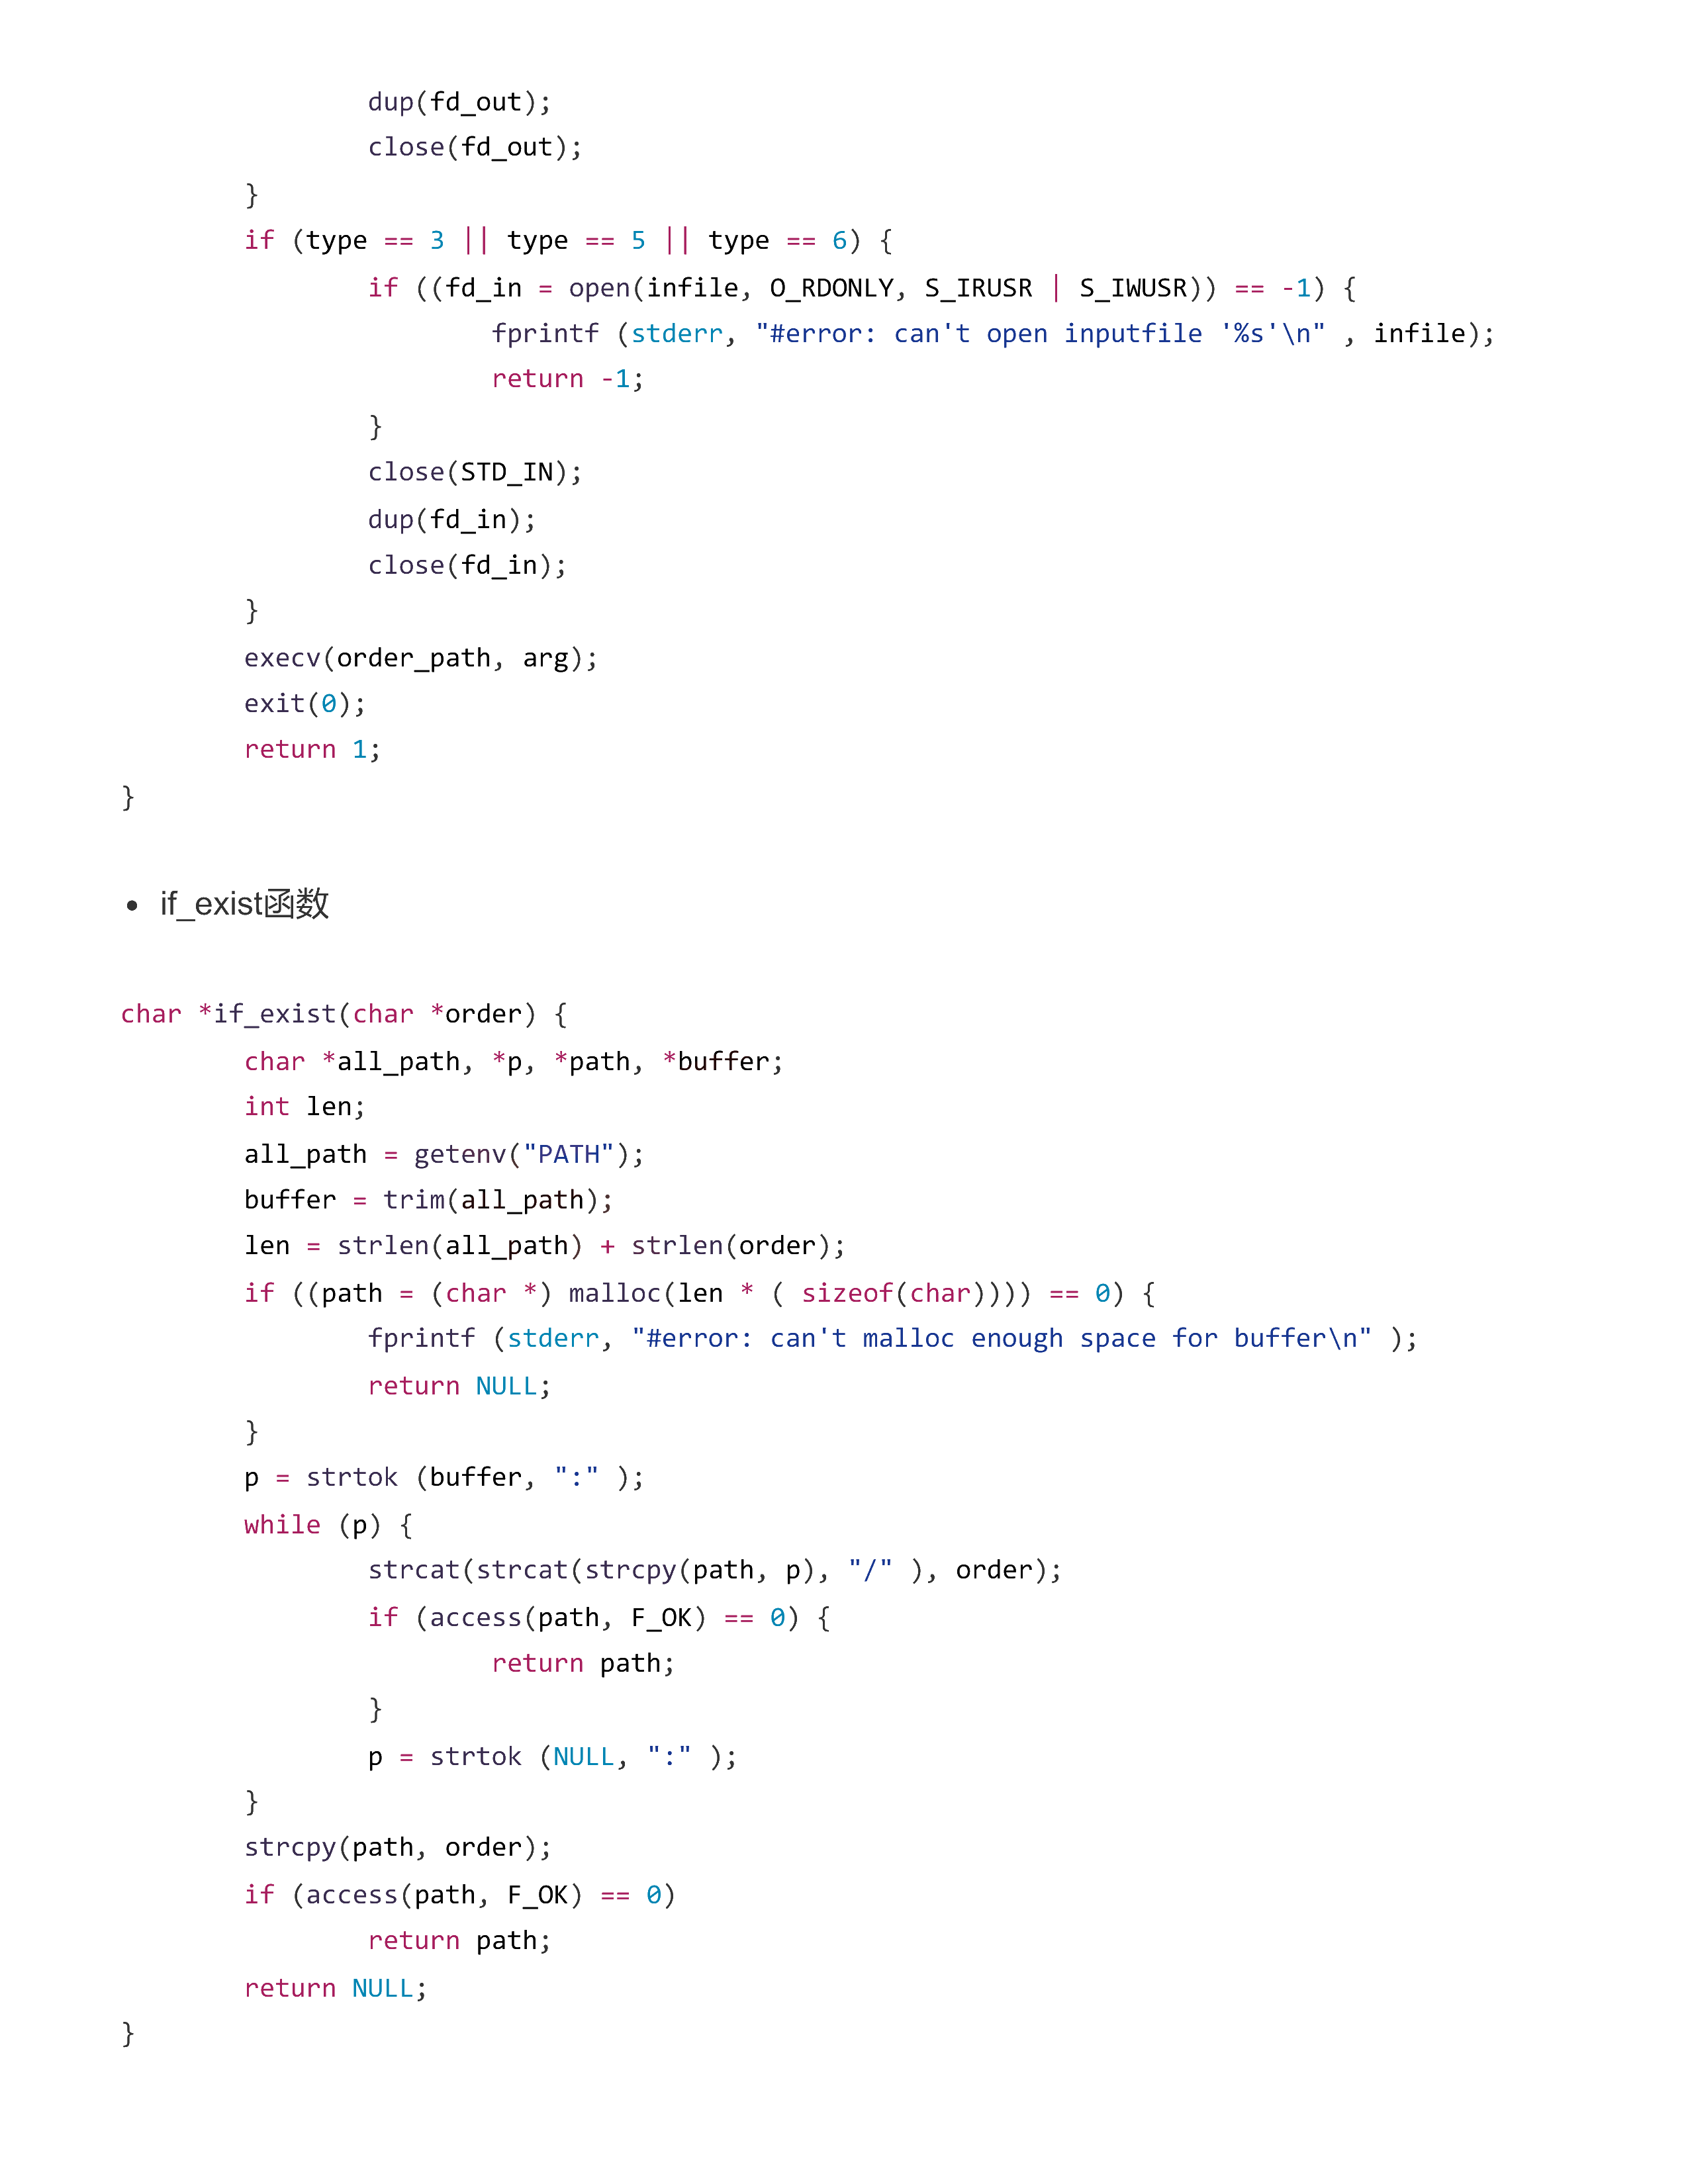 dup(fd_out);
close(fd_out);
}
if (type == 3 || type == 5 || type == 6) {
if ((fd_in = open(infile, O_RDONLY, S_IRUSR | S_IWUSR)) == -1) {
fprintf (stderr, "#error: can't open inputfile '%s'\n" , infile);
return -1;
}
close(STD_IN);
dup(fd_in);
close(fd_in);
}
execv(order_path, arg);
exit(0);
return 1;
}
• if_exist函数
char *if_exist(char *order) {
char *all_path, *p, *path, *buffer;
int len;
all_path = getenv("PATH");
buffer = trim(all_path);
len = strlen(all_path) + strlen(order);
if ((path = (char *) malloc(len * ( sizeof(char)))) == 0) {
fprintf (stderr, "#error: can't malloc enough space for buffer\n" );
return NULL;
}
p = strtok (buffer, ":" );
while (p) {
strcat(strcat(strcpy(path, p), "/" ), order);
if (access(path, F_OK) == 0) {
return path;
}
p = strtok (NULL, ":" );
}
strcpy(path, order);
if (access(path, F_OK) == 0)
return path;
return NULL;
}